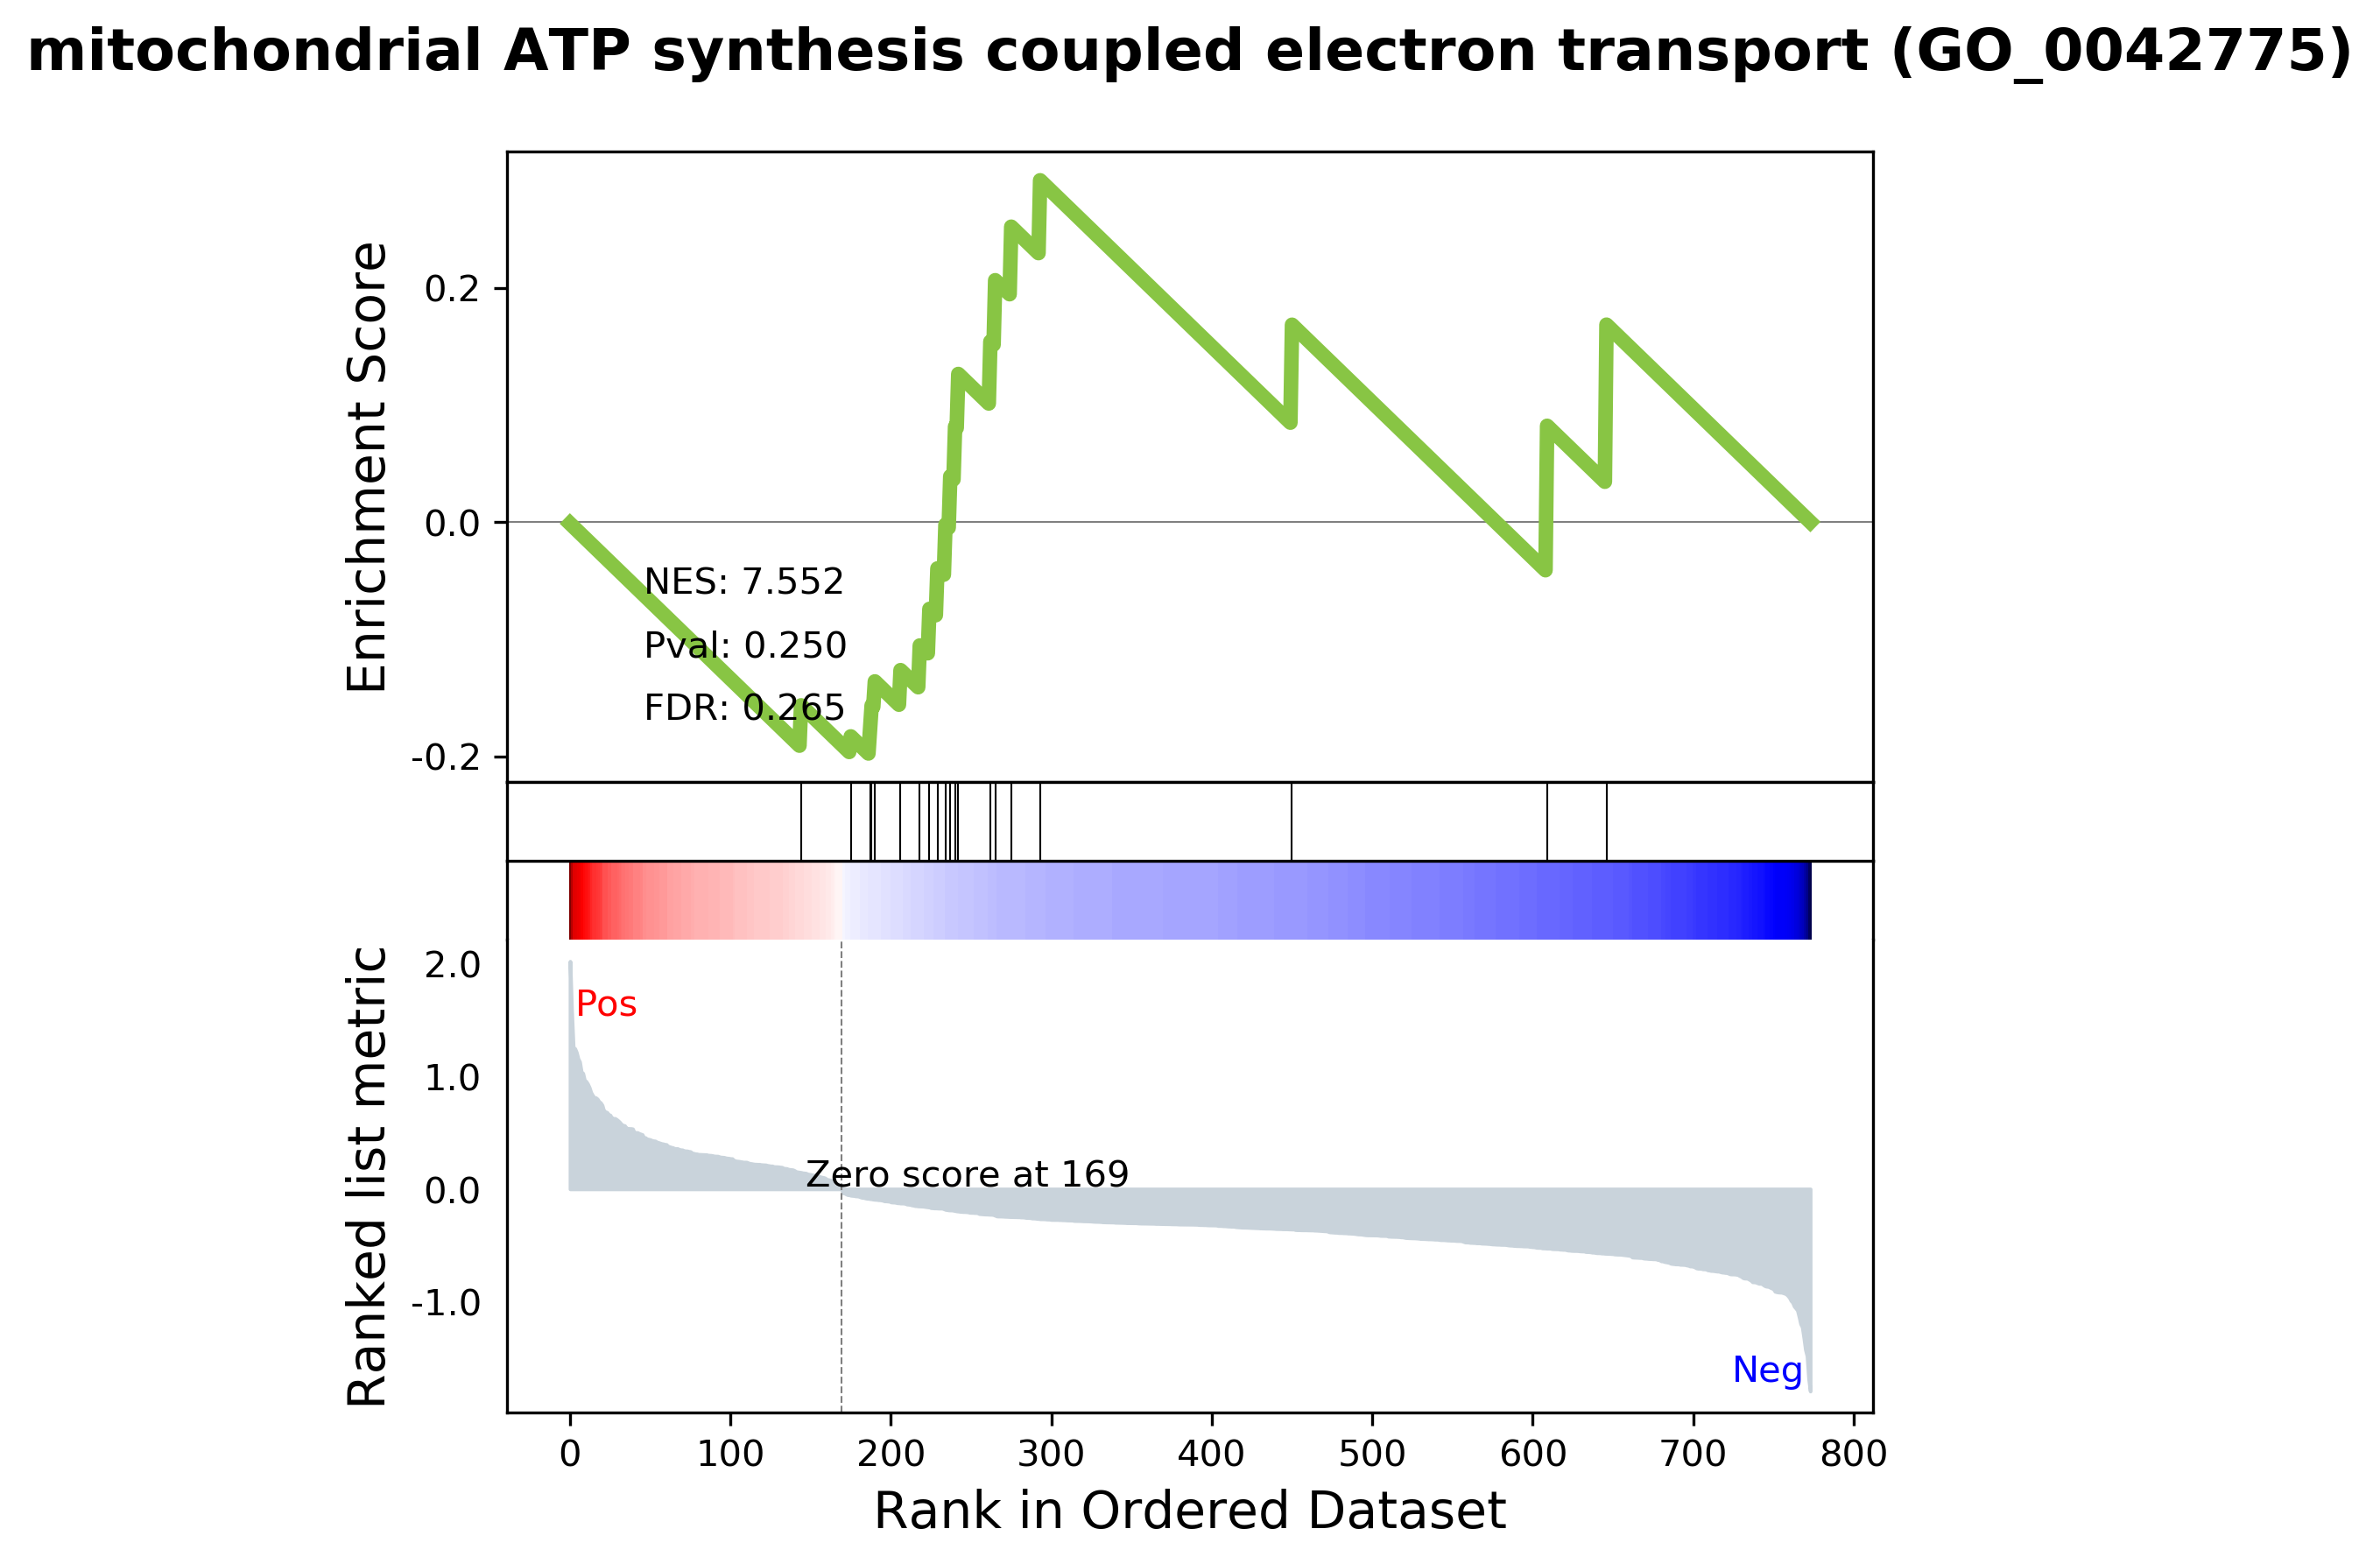 mitochondrial ATP synthesis coupled electron transport (GO_0042775)
Enrichment Score
0.2
0.0
-0.2
NES: 7.552
Pval: 0.250
FDR: 0.265
Ranked list metric
2.0
1.0
0.0
-1.0
Pos
Zero score at 169
Neg
0 100 200 300 400 500 600 700 800
Rank in Ordered Dataset